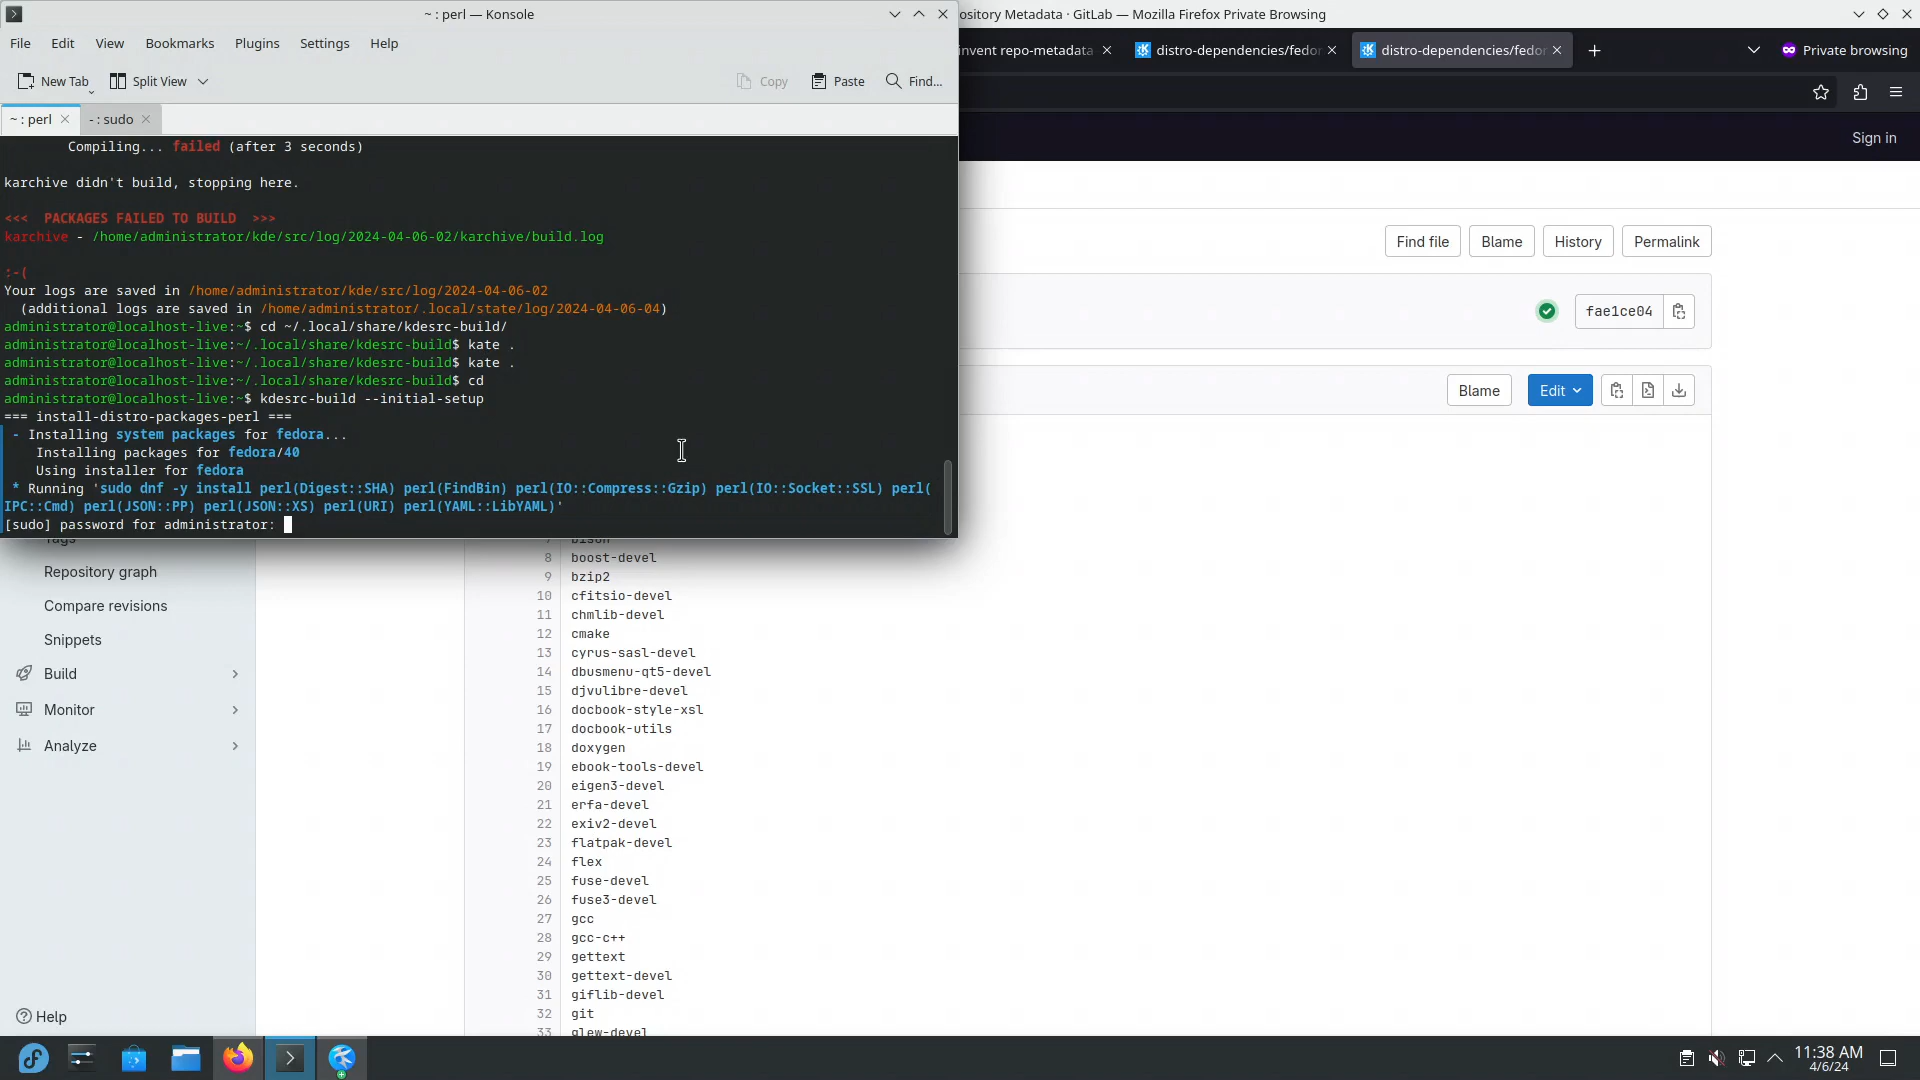 ~ : perl — Konsole
ository Metadata · GitLab — Mozilla Firefox Private Browsing
File Edit View Bookmarks Plugins Settings Help
invent repo-metadata
distro-dependencies/fedor
distro-dependencies/fedor
Private browsing
New Tab Split View Copy Paste Find...
~ : perl
- : sudo
Sign in
Compiling... failed (after 3 seconds)
karchive didn't build, stopping here.
<<<  PACKAGES FAILED TO BUILD  >>>
karchive - /home/administrator/kde/src/log/2024-04-06-02/karchive/build.log
:-(
Your logs are saved in /home/administrator/kde/src/log/2024-04-06-02
(additional logs are saved in /home/administrator/.local/state/log/2024-04-06-04)
administrator@localhost-live:~$ cd ~/.local/share/kdesrc-build/
administrator@localhost-live:~/.local/share/kdesrc-build$ kate .
administrator@localhost-live:~/.local/share/kdesrc-build$ kate .
administrator@localhost-live:~/.local/share/kdesrc-build$ cd
administrator@localhost-live:~$ kdesrc-build --initial-setup
=== install-distro-packages-perl ===
- Installing system packages for fedora...
Installing packages for fedora/40
Using installer for fedora
* Running 'sudo dnf -y install perl(Digest::SHA) perl(FindBin) perl(IO::Compress::Gzip) perl(IO::Socket::SSL) perl(
IPC::Cmd) perl(JSON::PP) perl(JSON::XS) perl(URI) perl(YAML::LibYAML)'
[sudo] password for administrator:
Find file Blame History Permalink
fae1ce04
Blame Edit
Tags
Repository graph
Compare revisions
Snippets
Build
Monitor
Analyze
Help
7 bison
8 boost-devel
9 bzip2
10 cfitsio-devel
11 chmlib-devel
12 cmake
13 cyrus-sasl-devel
14 dbusmenu-qt5-devel
15 djvulibre-devel
16 docbook-style-xsl
17 docbook-utils
18 doxygen
19 ebook-tools-devel
20 eigen3-devel
21 erfa-devel
22 exiv2-devel
23 flatpak-devel
24 flex
25 fuse-devel
26 fuse3-devel
27 gcc
28 gcc-c++
29 gettext
30 gettext-devel
31 giflib-devel
32 git
33 glew-devel
11:38 AM
4/6/24